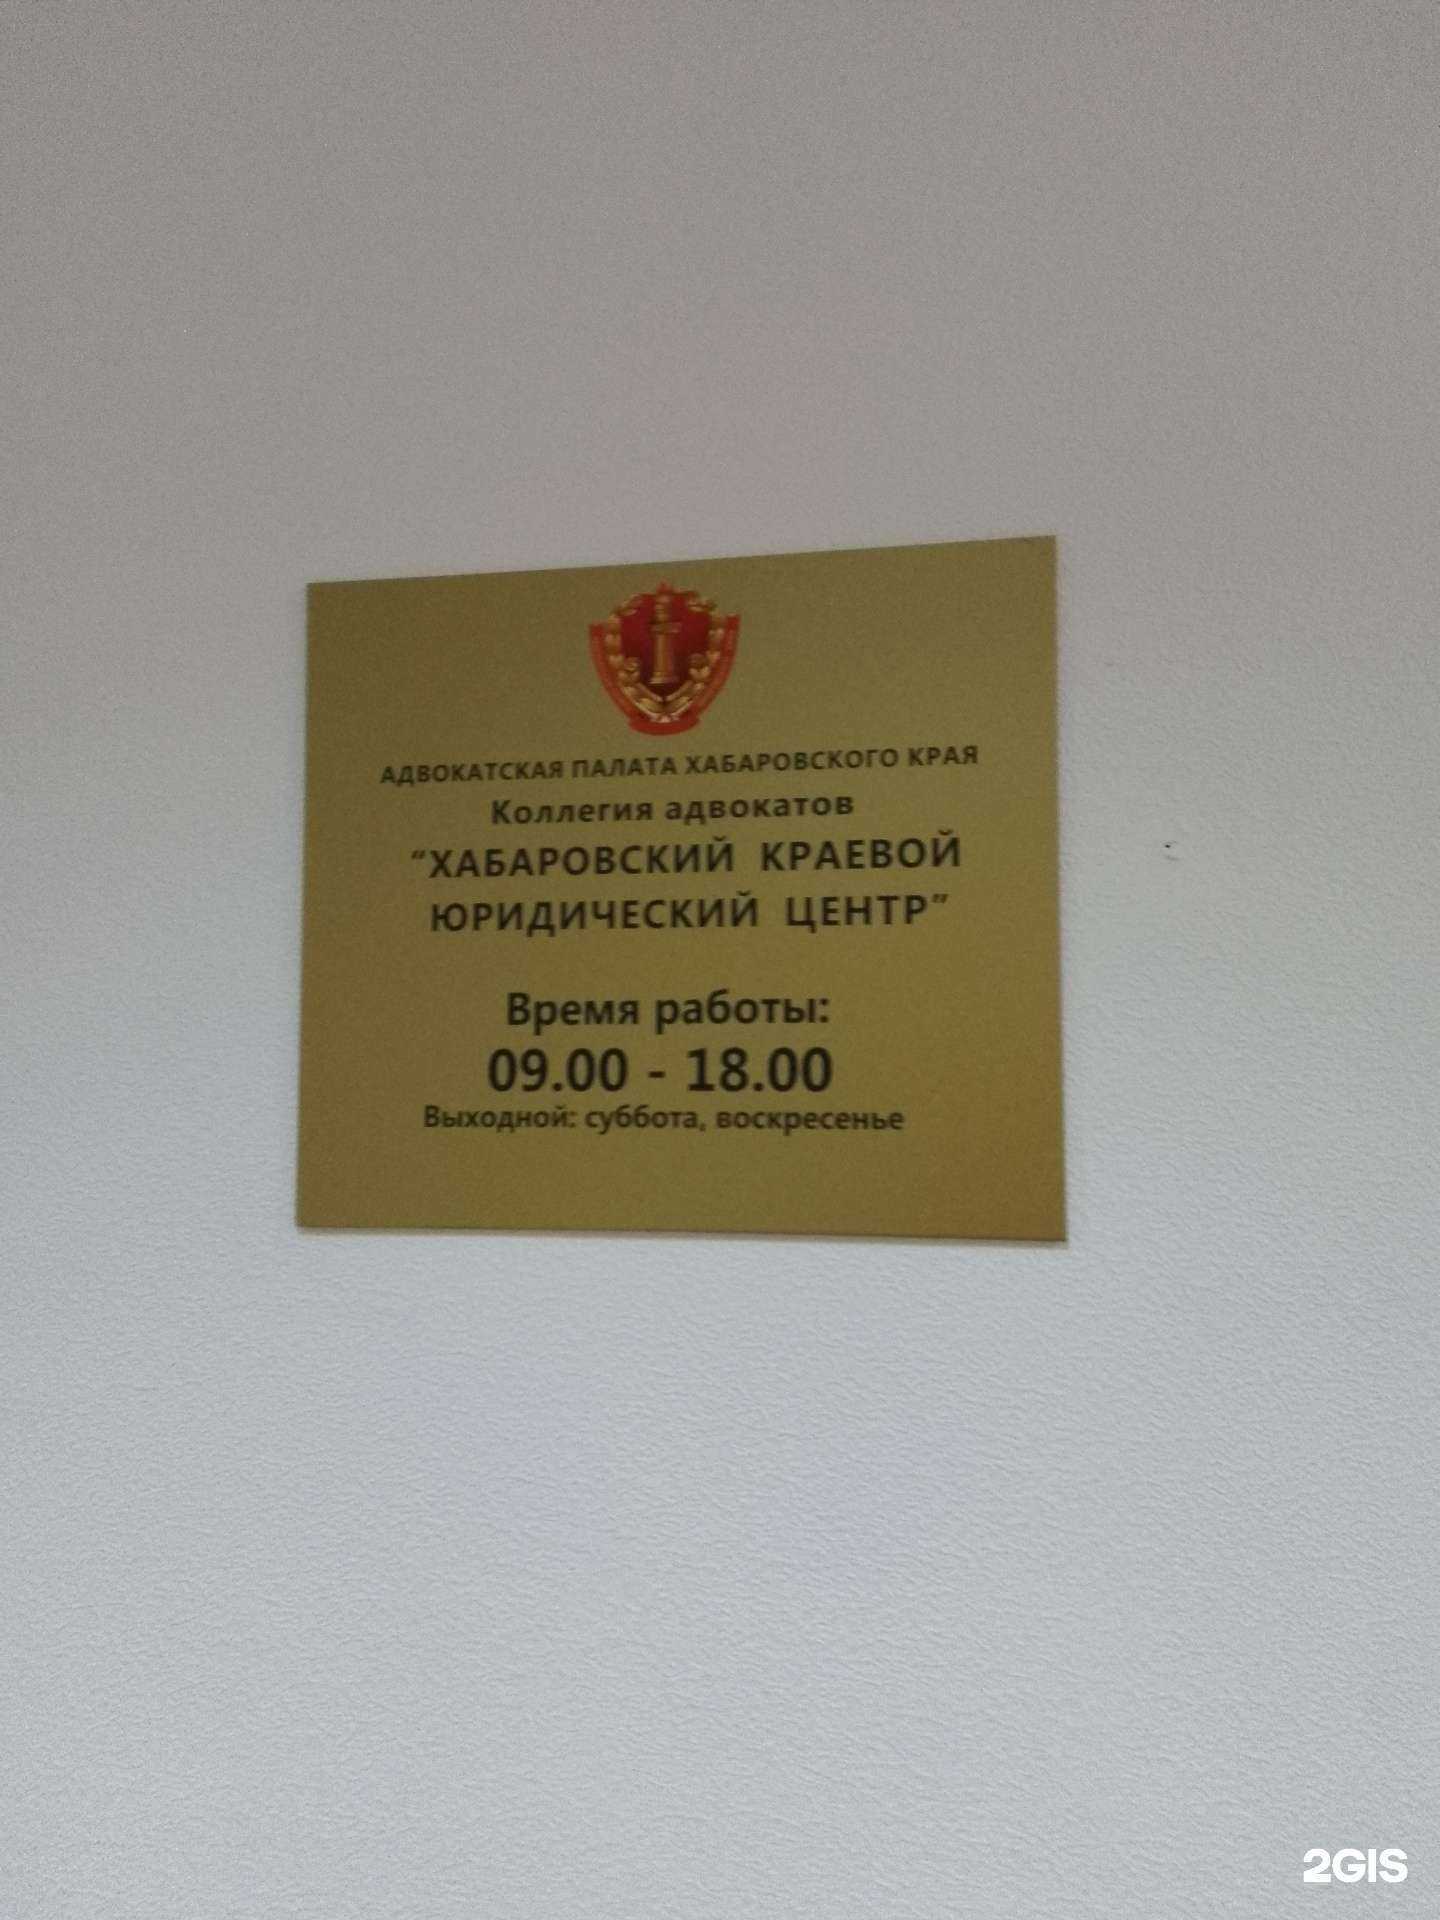 АДВОКАТСКАЯ ПАЛАТА ХАБАРОВСКОГО КРАЯ
Коллегия адвокатов
“ХАБАРОВСКИЙ КРАЕВОЙ
ЮРИДИЧЕСКИЙ ЦЕНТР”
Время работы:
09.00 - 18.00
Выходной: суббота, воскресенье
2GIS